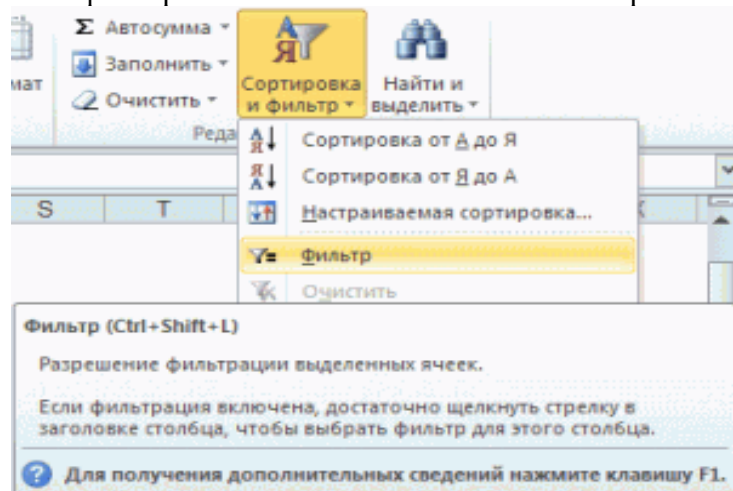 Σ Автосумма
Заполнить
Очистить
мат
Сортировка
и фильтр
Найти и
выделить
Реда
Сортировка от А до Я
Сортировка от Я до А
Настраиваемая сортировка...
S T
Фильтр
Очистить
Фильтр (Ctrl+Shift+L)
Разрешение фильтрации выделенных ячеек.
Если фильтрация включена, достаточно щелкнуть стрелку в
заголовке столбца, чтобы выбрать фильтр для этого столбца.
Для получения дополнительных сведений нажмите клавишу F1.